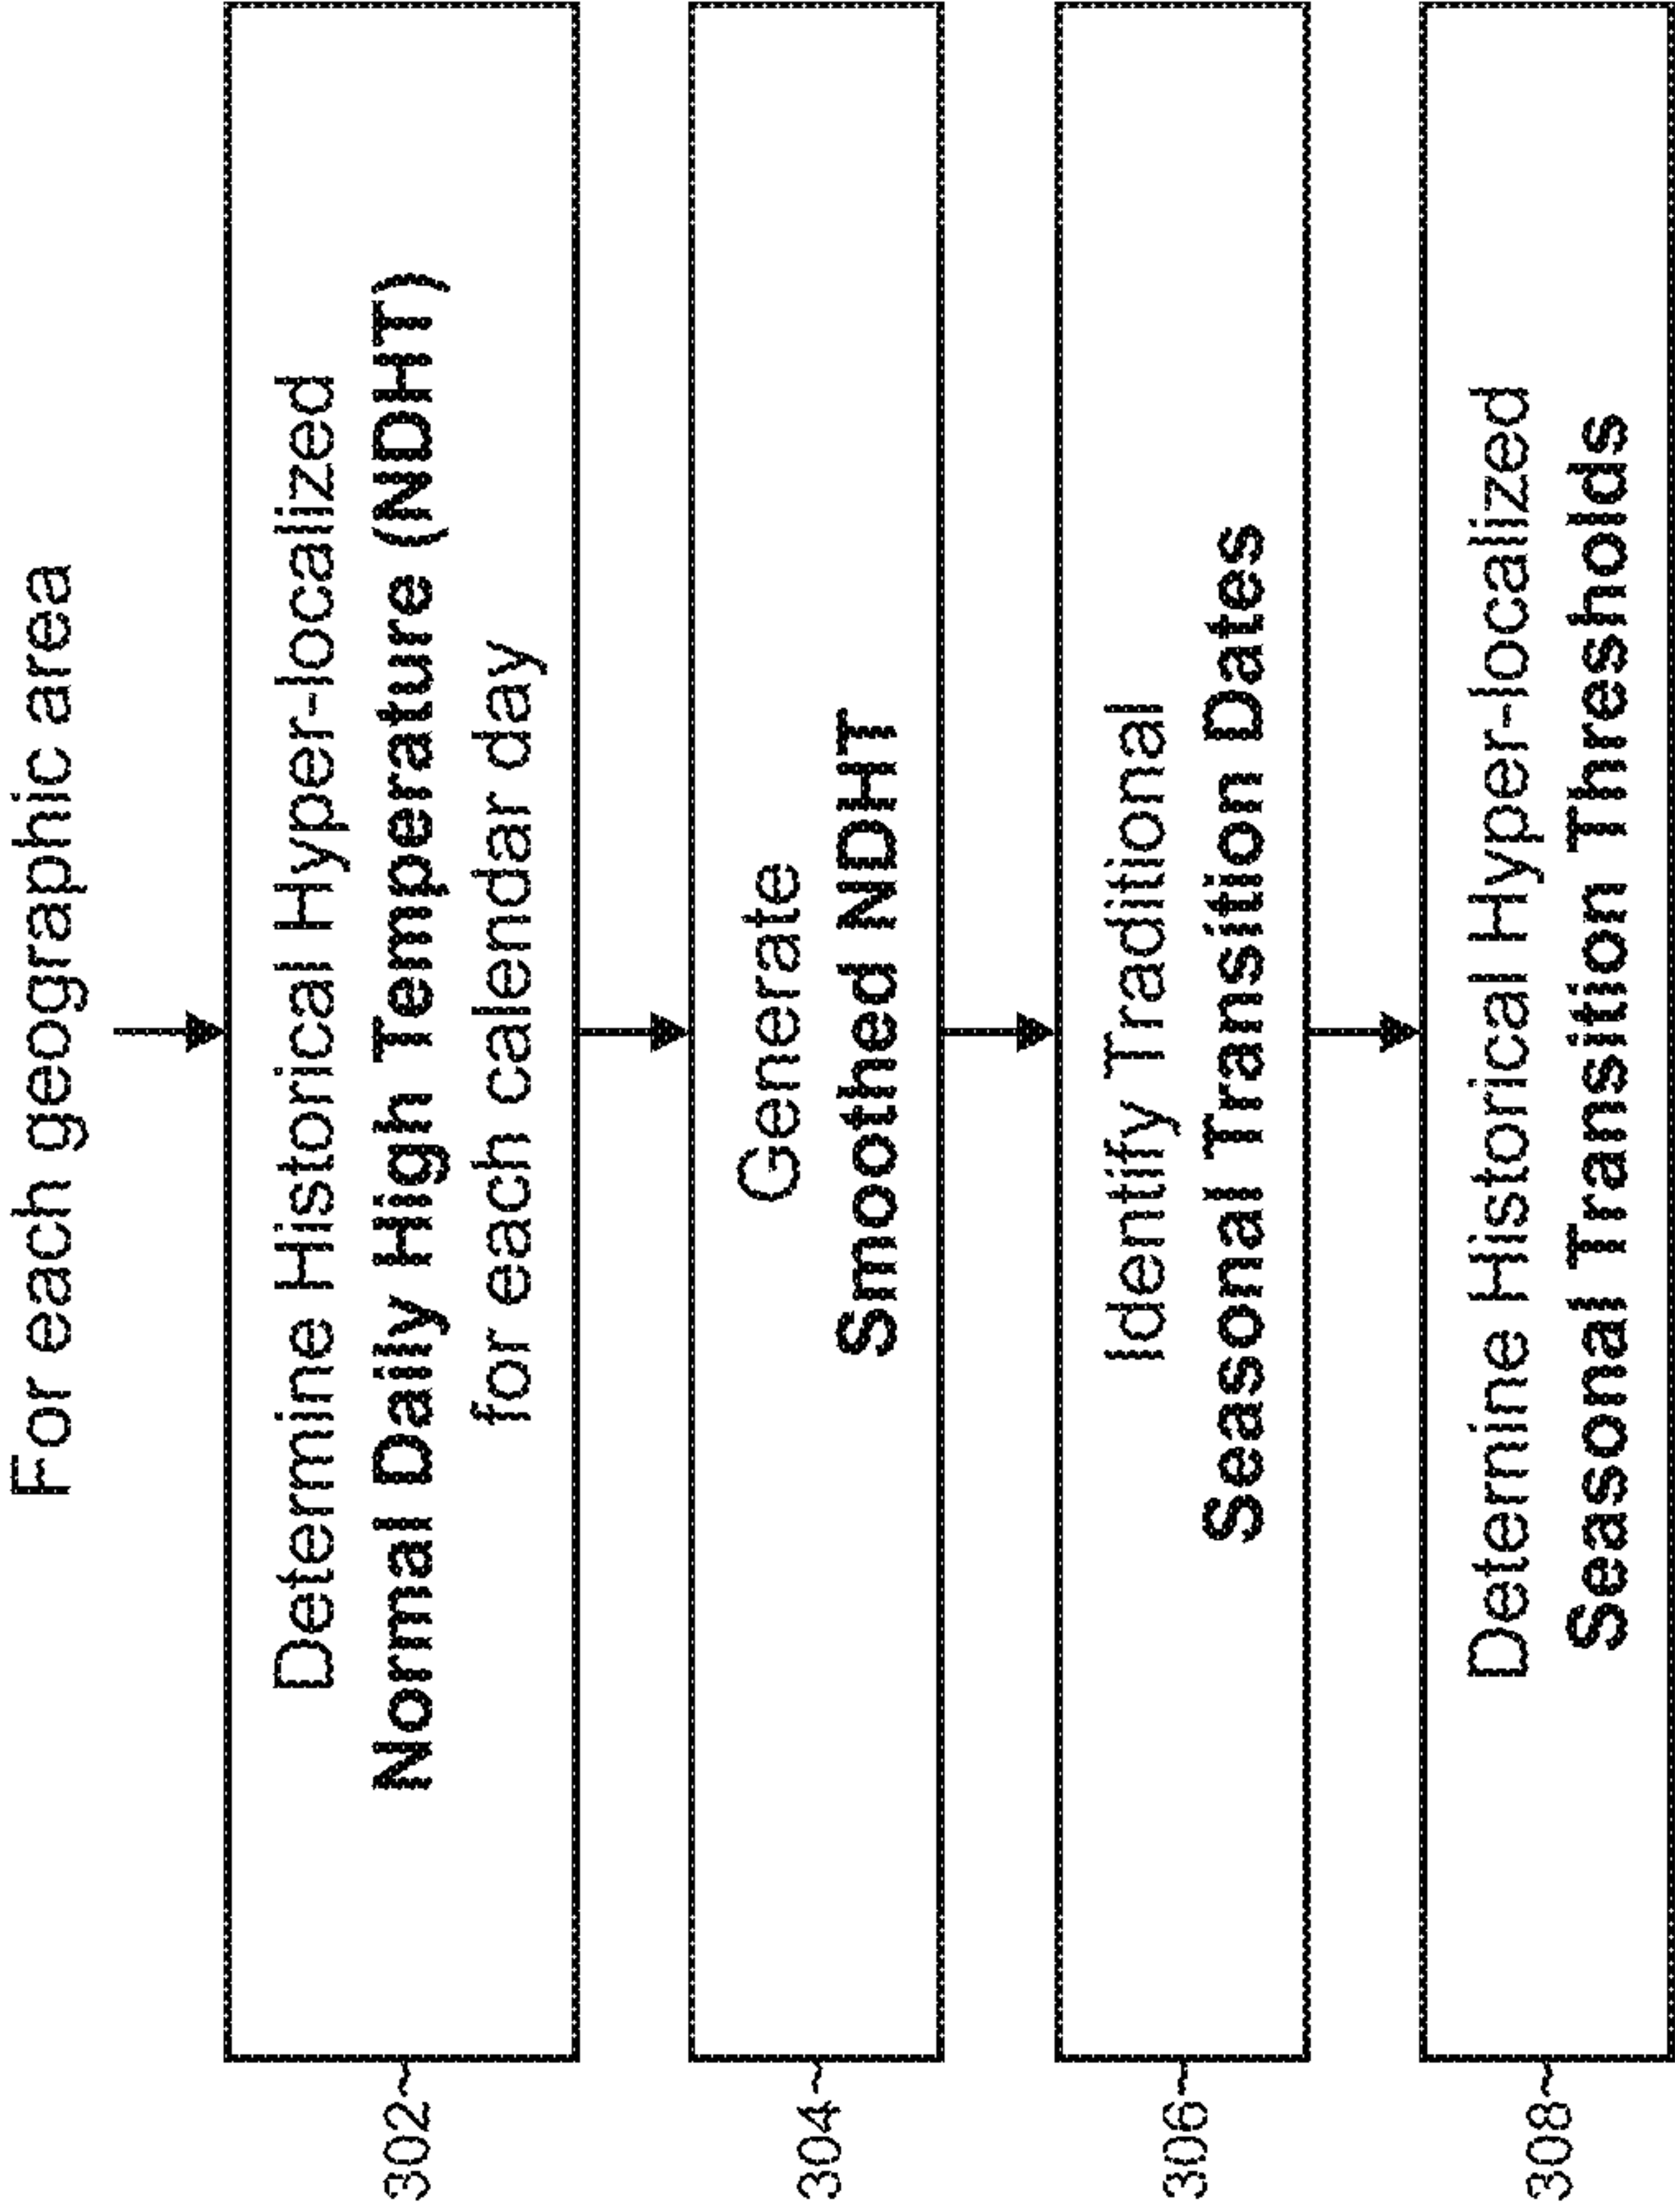 For each geographic area
302~
Determine Historical Hyper-localized
Normal Daily High Temperature (NDHT)
for each calendar day
304~
Generate
Smoothed NDHT
306~
Identify Traditional
Seasonal Transition Dates
308~
Determine Historical Hyper-localized
Seasonal Transition Thresholds